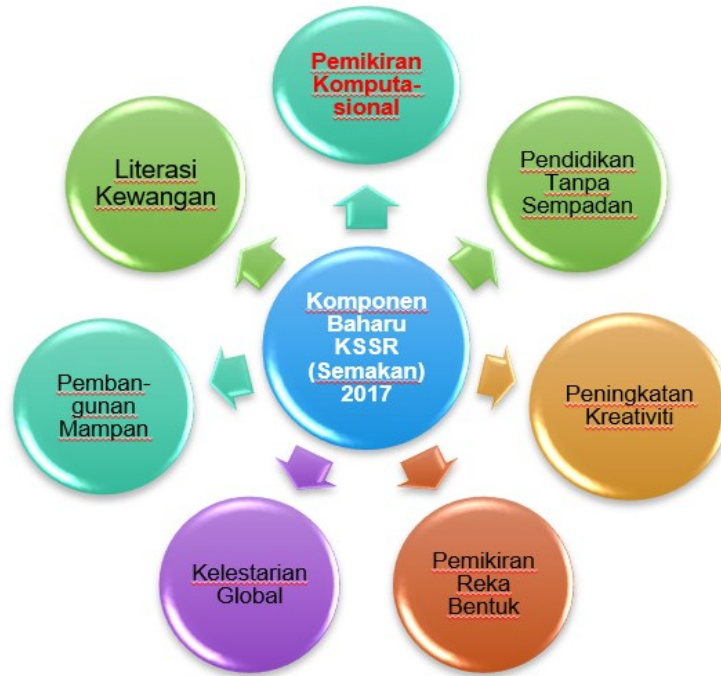 Pemikiran
Komputa-
sional
Pendidikan
Tanpa
Sempadan
Peningkatan
Kreativiti
Pemikiran
Reka
Bentuk
Kelestarian
Global
Pemban-
gunan
Mampan
Literasi
Kewangan
Komponen
Baharu
KSSR
(Semakan)
2017